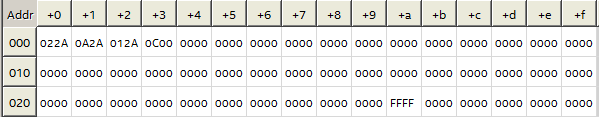 Addr +0 +1 +2 +3 +4 +5 +6 +7 +8 +9 +a +b +c +d +e +f
000 022A 0A2A 012A 0C00 0000 0000 0000 0000 0000 0000 0000 0000 0000 0000 0000 0000
010 0000 0000 0000 0000 0000 0000 0000 0000 0000 0000 0000 0000 0000 0000 0000 0000
020 0000 0000 0000 0000 0000 0000 0000 0000 0000 0000 FFFF 0000 0000 0000 0000 0000